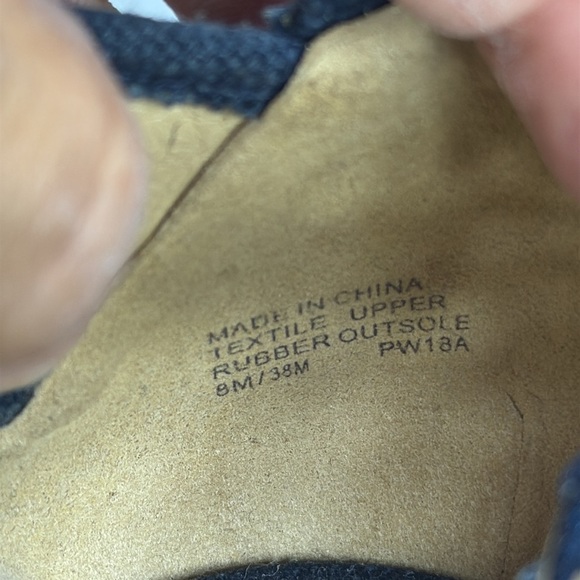 MADE IN CHINA
TEXTILE UPPER
RUBBER OUTSOLE
8M/38M PW18A